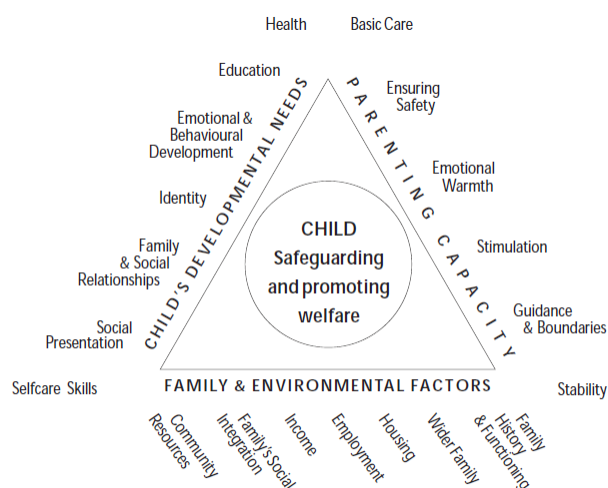 Health
Basic Care
Education
Ensuring
Safety
Emotional &
Behavioural
Development
Emotional
Warmth
Identity
Stimulation
Family
& Social
Relationships
Guidance
& Boundaries
Social
Presentation
Selfcare Skills
Stability
CHILD'S DEVELOPMENTAL NEEDS
PARENTING CAPACITY
CHILD
Safeguarding
and promoting
welfare
FAMILY & ENVIRONMENTAL FACTORS
Community
Resources
Family's Social
Integration
Income
Employment
Housing
Wider Family
Family
History
& Functioning